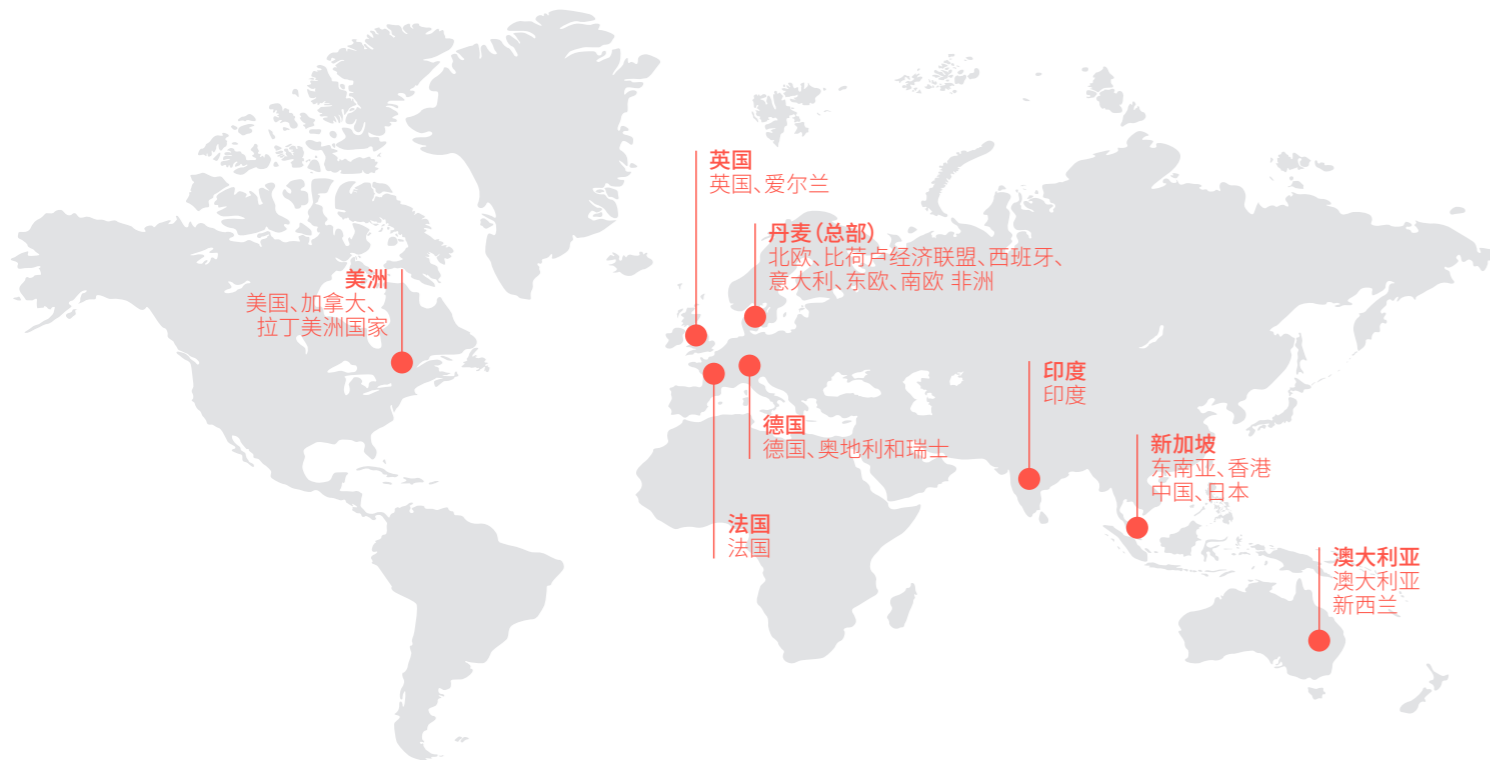 英国
英国、爱尔兰
丹麦（总部）
北欧、比荷卢经济联盟、西班牙、
意大利、东欧、南欧 非洲
美洲
美国、加拿大、
拉丁美洲国家
印度
印度
德国
德国、奥地利和瑞士
新加坡
东南亚、香港
中国、日本
法国
法国
澳大利亚
澳大利亚
新西兰